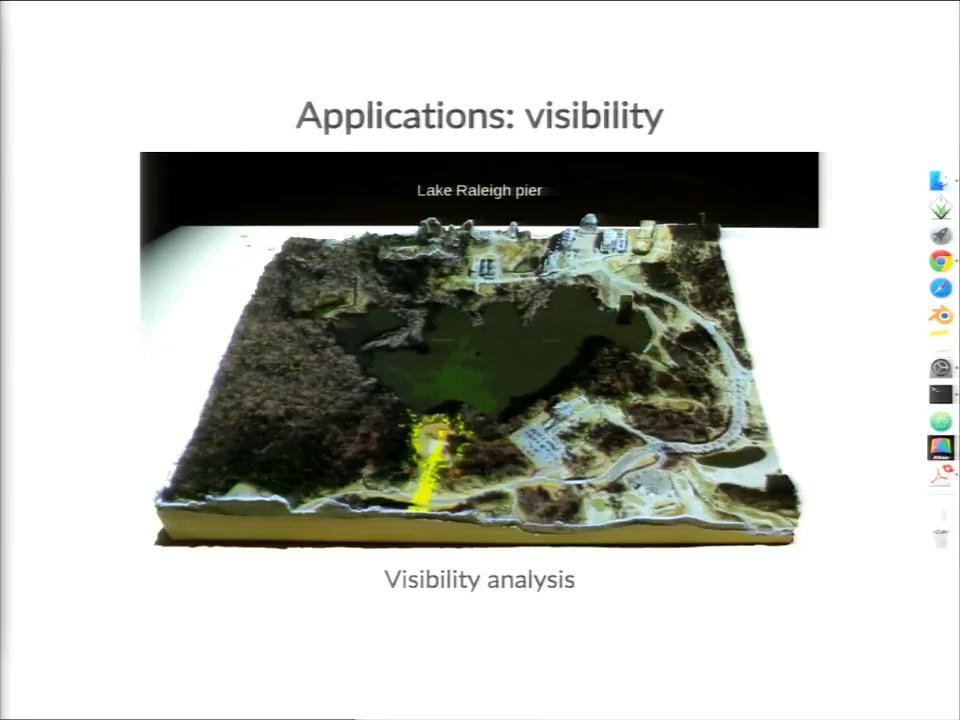 Applications: visibility
Lake Raleigh pier
Visibility analysis